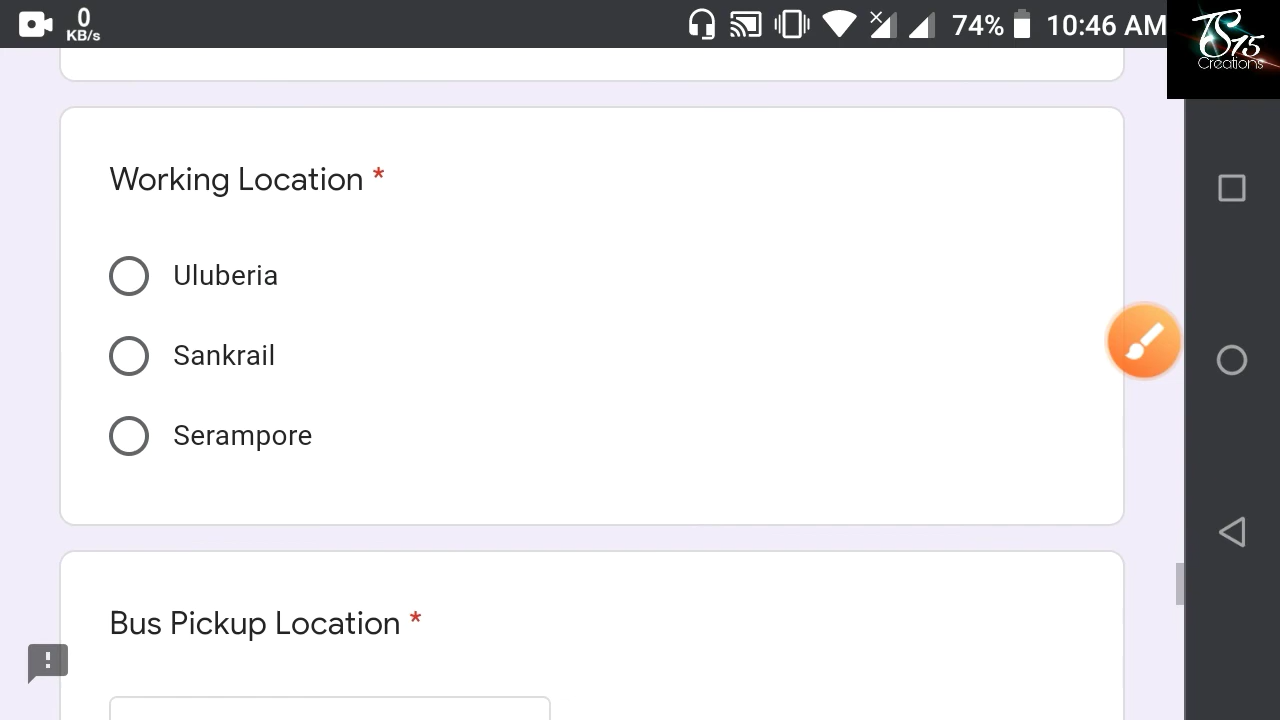 0
KB/s
74%
10:46 AM
TS15
Creations
Working Location *
Uluberia
Sankrail
Serampore
Bus Pickup Location *